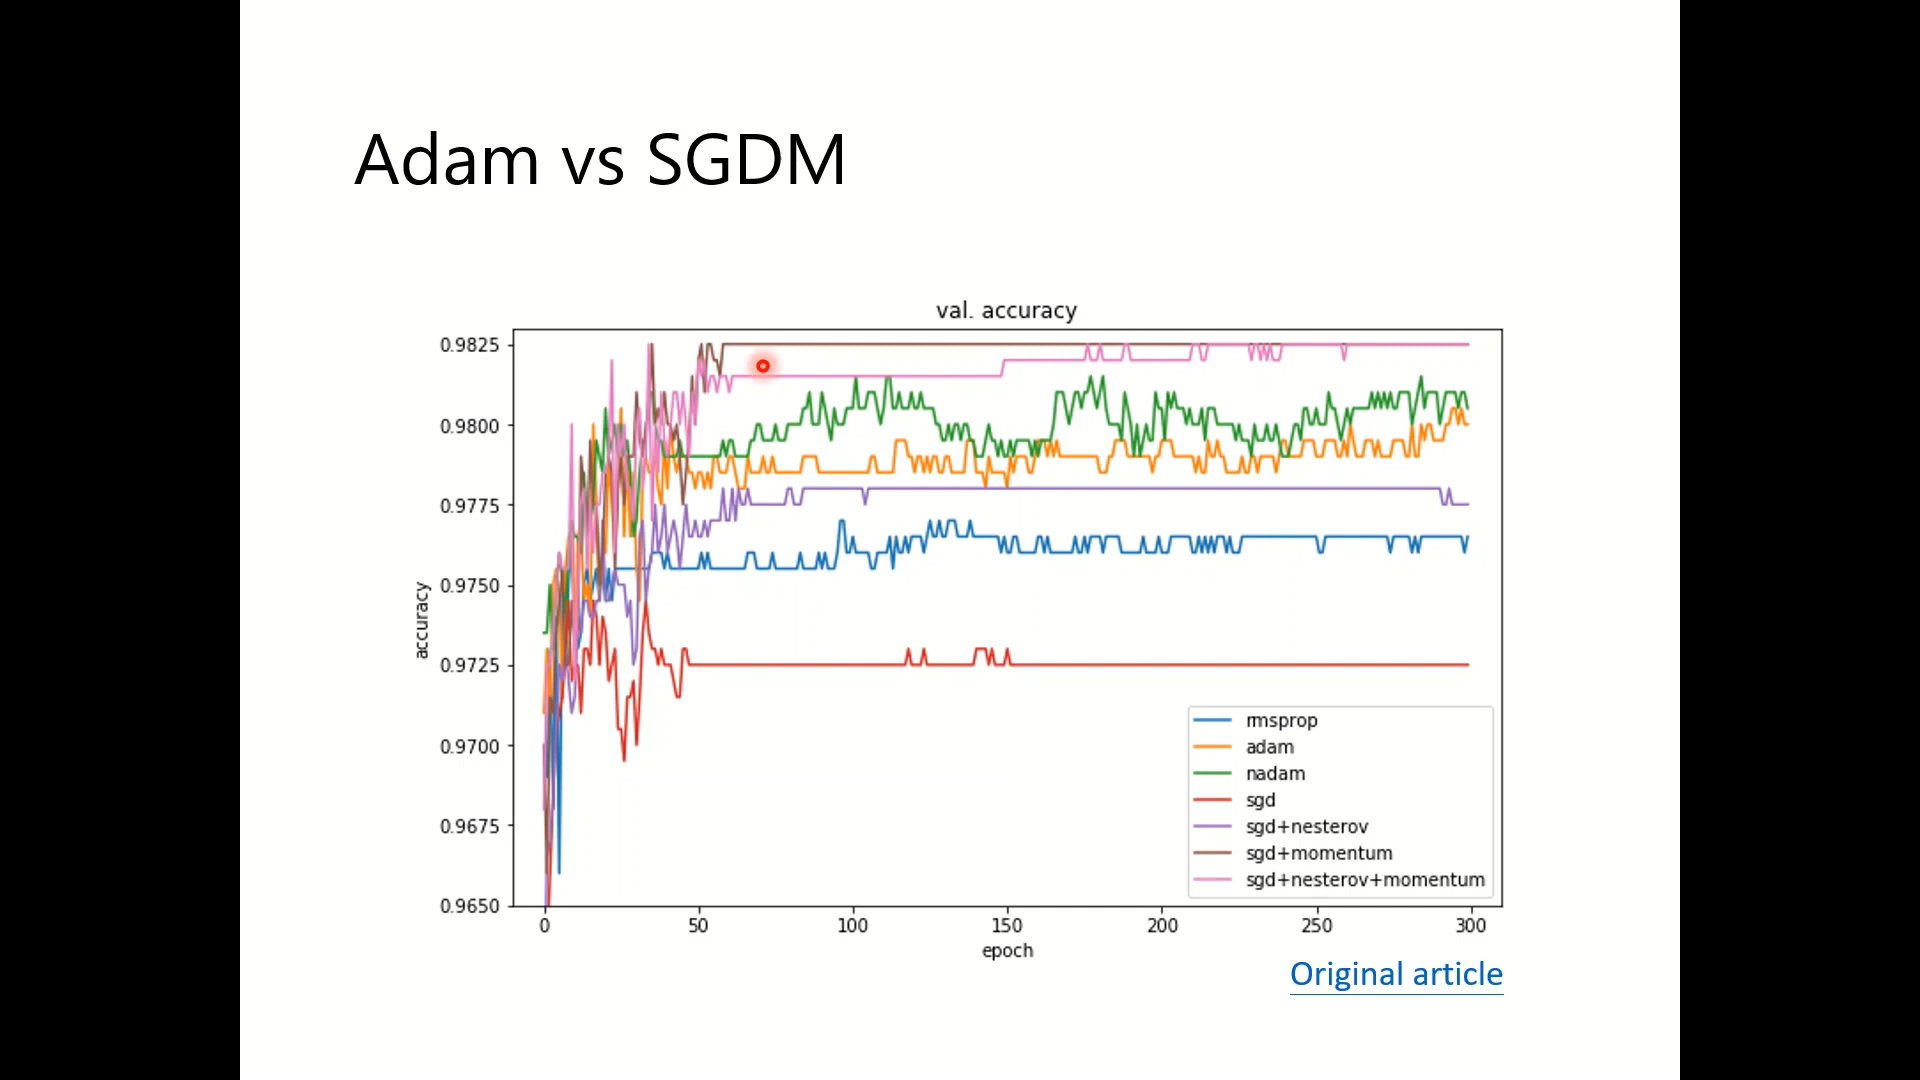 Adam vs SGDM
val. accuracy
0.9825
0.9800
0.9775
0.9750
0.9725
0.9700
0.9675
0.9650
accuracy
rmsprop
adam
nadam
sgd
sgd+nesterov
sgd+momentum
sgd+nesterov+momentum
0 50 100 150 200 250 300
epoch
Original article